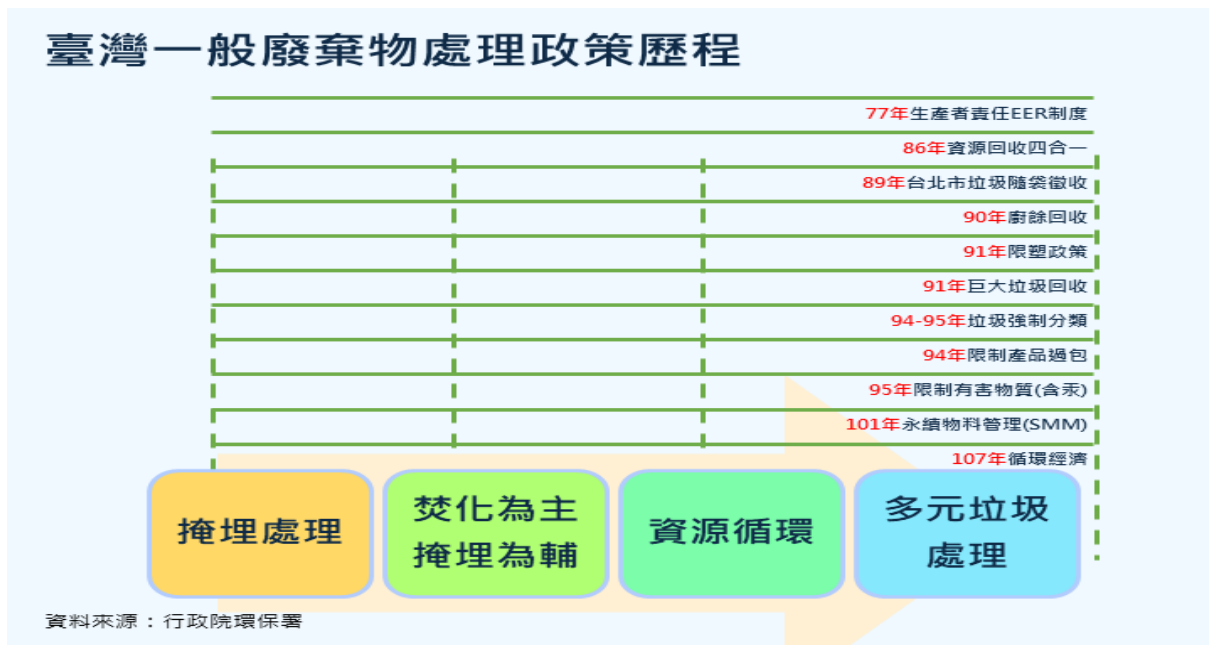 臺灣一般廢棄物處理政策歷程
77年生產者責任EER制度
86年資源回收四合一
89年台北市垃圾隨袋徵收
90年廚餘回收
91年限塑政策
91年巨大垃圾回收
94-95年垃圾強制分類
94年限制產品過包
95年限制有害物質(含汞)
101年永續物料管理(SMM)
107年循環經濟
掩埋處理
焚化為主
掩埋為輔
資源循環
多元垃圾
處理
資料來源：行政院環保署